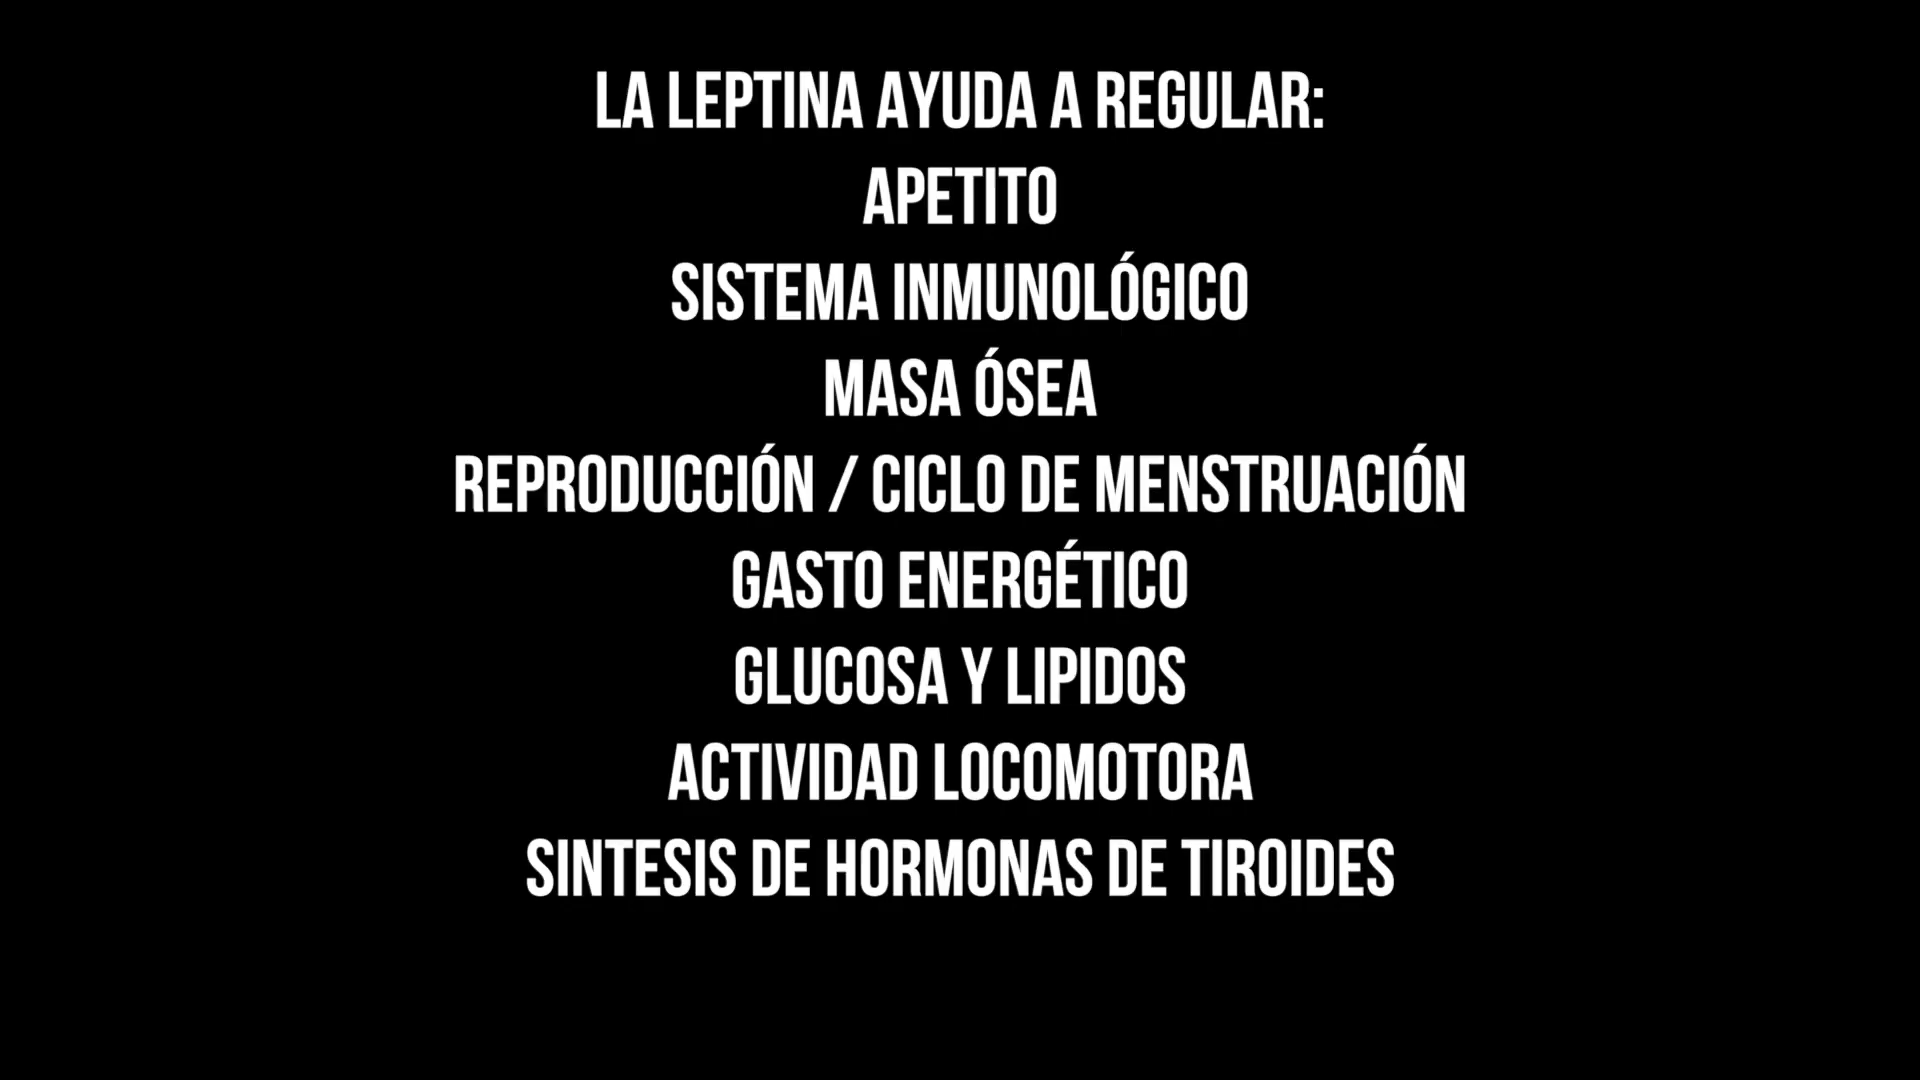 LA LEPTINA AYUDA A REGULAR:
APETITO
SISTEMA INMUNOLÓGICO
MASA ÓSEA
REPRODUCCIÓN / CICLO DE MENSTRUACIÓN
GASTO ENERGÉTICO
GLUCOSA Y LIPIDOS
ACTIVIDAD LOCOMOTORA
SINTESIS DE HORMONAS DE TIROIDES